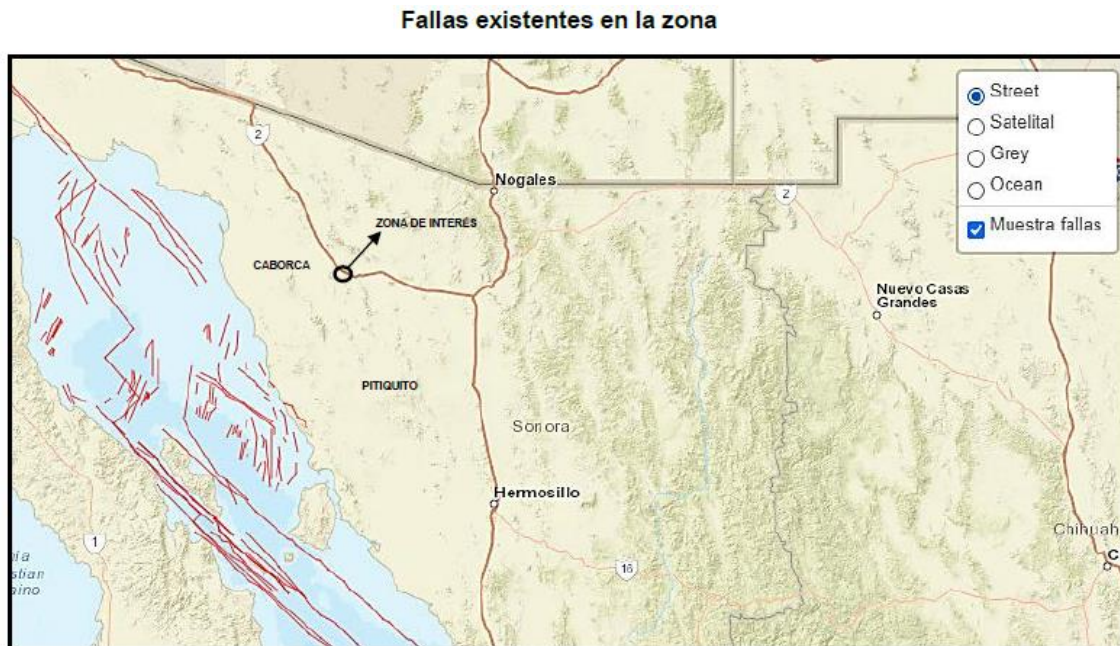 Fallas existentes en la zona
Street
Satelital
Grey
Ocean
Muestra fallas
2
Nogales
2
ZONA DE INTERÉS
CABORCA
Nuevo Casas
Grandes
PITIQUITO
Sonora
Hermosillo
1
16
Chihuah